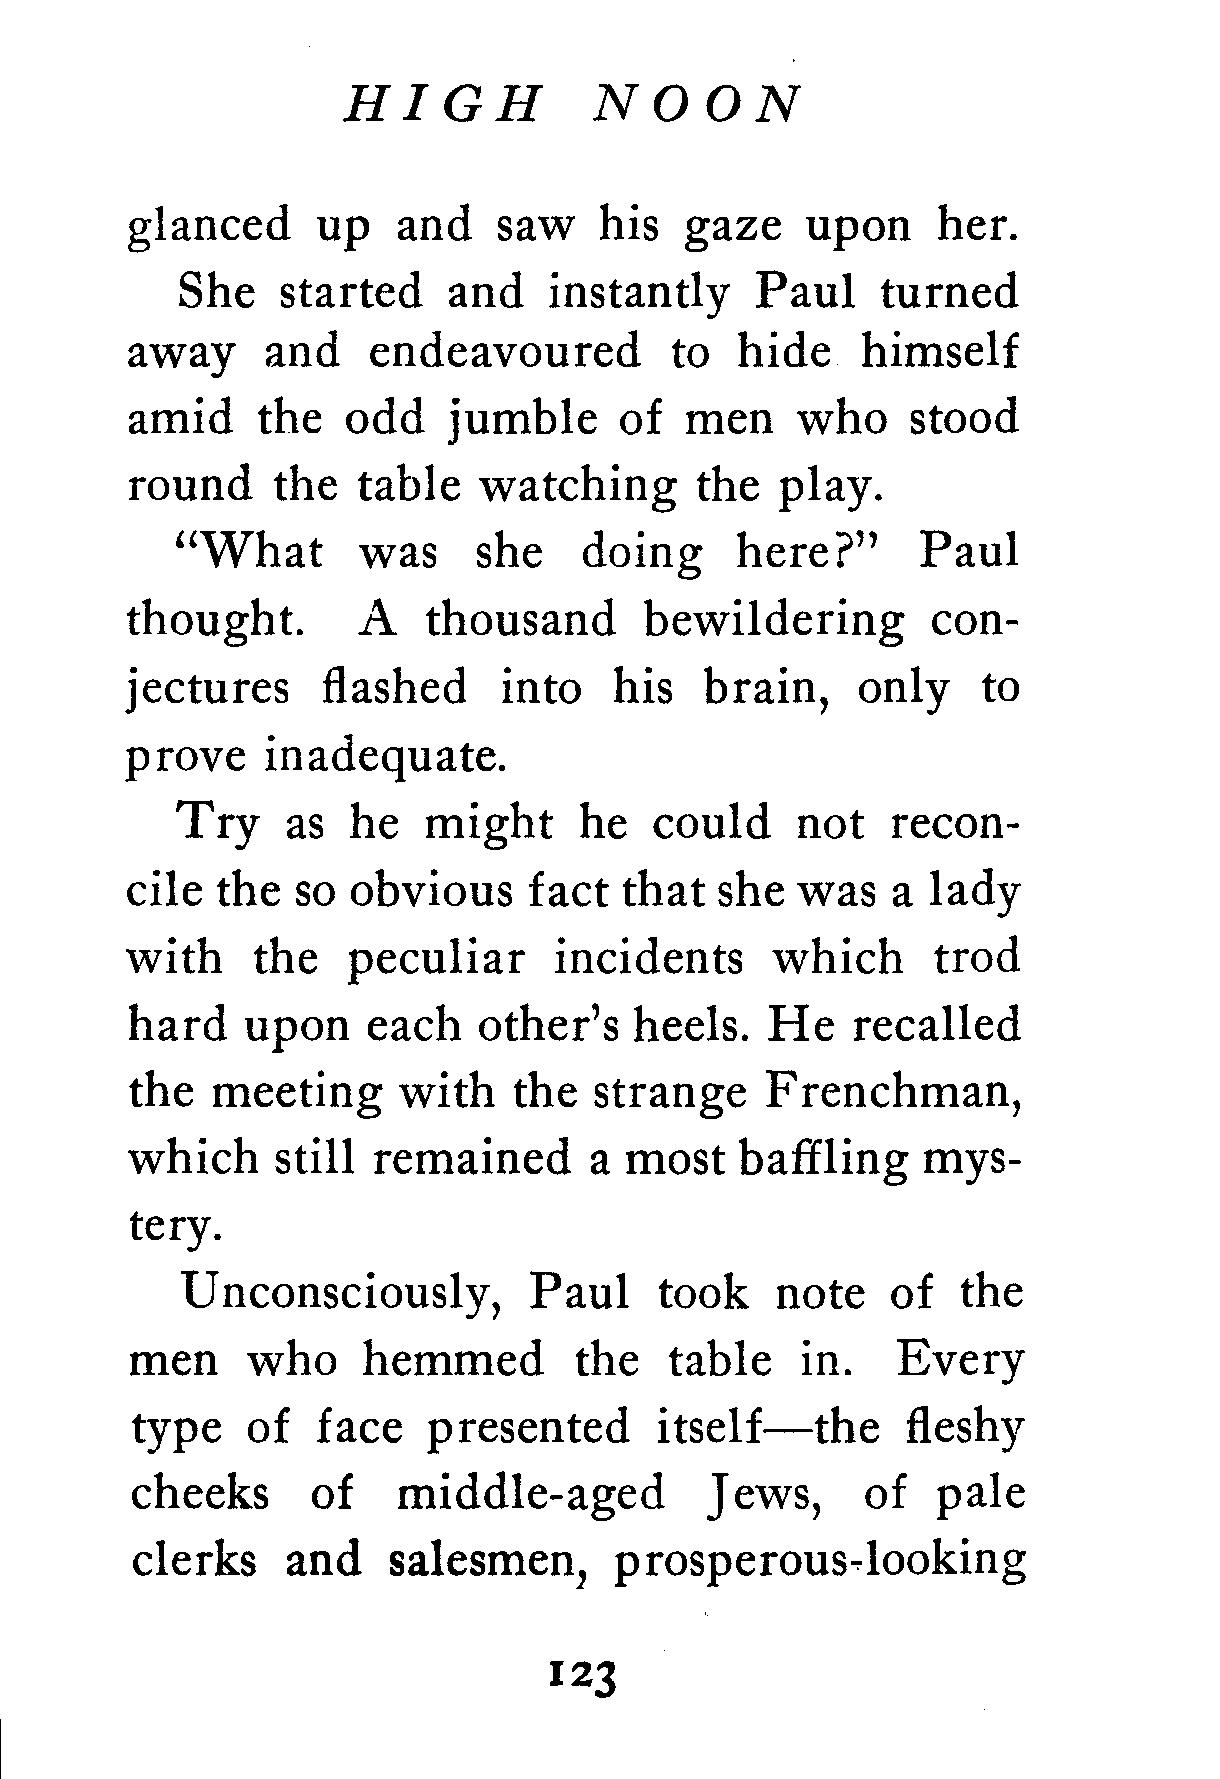 HIGH NOON
glanced up and saw his gaze upon her.
She started and instantly Paul turned
away and endeavoured to hide himself
amid the odd jumble of men who stood
round the table watching the play.
“What was she doing here?” Paul
thought. A thousand bewildering con-
jectures flashed into his brain, only to
prove inadequate.
Try as he might he could not recon-
cile the so obvious fact that she was a lady
with the peculiar incidents which trod
hard upon each other’s heels. He recalled
the meeting with the strange Frenchman,
which still remained a most baffling mys-
tery.
Unconsciously, Paul took note of the
men who hemmed the table in. Every
type of face presented itself—the fleshy
cheeks of middle-aged Jews, of pale
clerks and salesmen, prosperous-looking
123